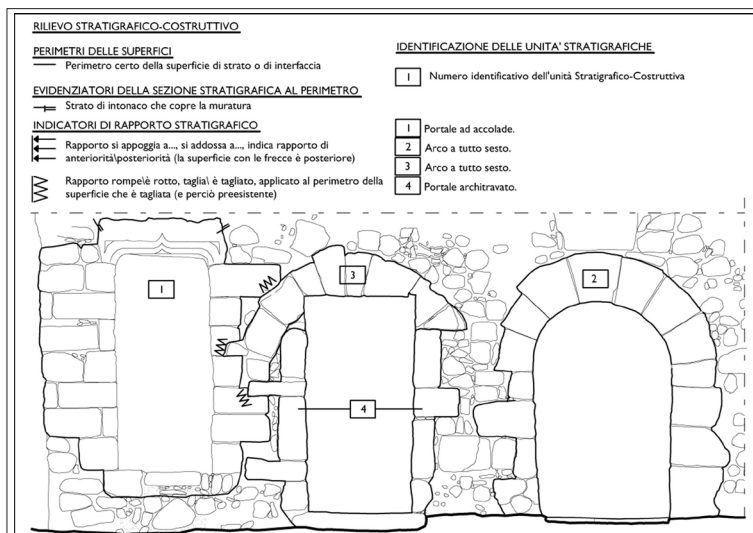 RILIEVO STRATIGRAFICO-COSTRUTTIVO
PERIMETRI DELLE SUPERFICI
Perimetro certo della superficie di strato o di interfaccia
EVIDENZIATORI DELLA SEZIONE STRATIGRAFICA AL PERIMETRO
Strato di intonaco che copre la muratura
INDICATORI DI RAPPORTO STRATIGRAFICO
Rapporto si appoggia a..., si addossa a..., indica rapporto di
anteriorità\posteriorità (la superficie con le frecce è posteriore)
Rapporto rompe\è rotto, taglia\ è tagliato, applicato al perimetro della
superficie che è tagliata (e perciò preesistente)
IDENTIFICAZIONE DELLE UNITA' STRATIGRAFICHE
1 Numero identificativo dell'unità Stratigrafico-Costruttiva
1 Portale ad accolade.
2 Arco a tutto sesto.
3 Arco a tutto sesto.
4 Portale architravato.
1
3
2
4